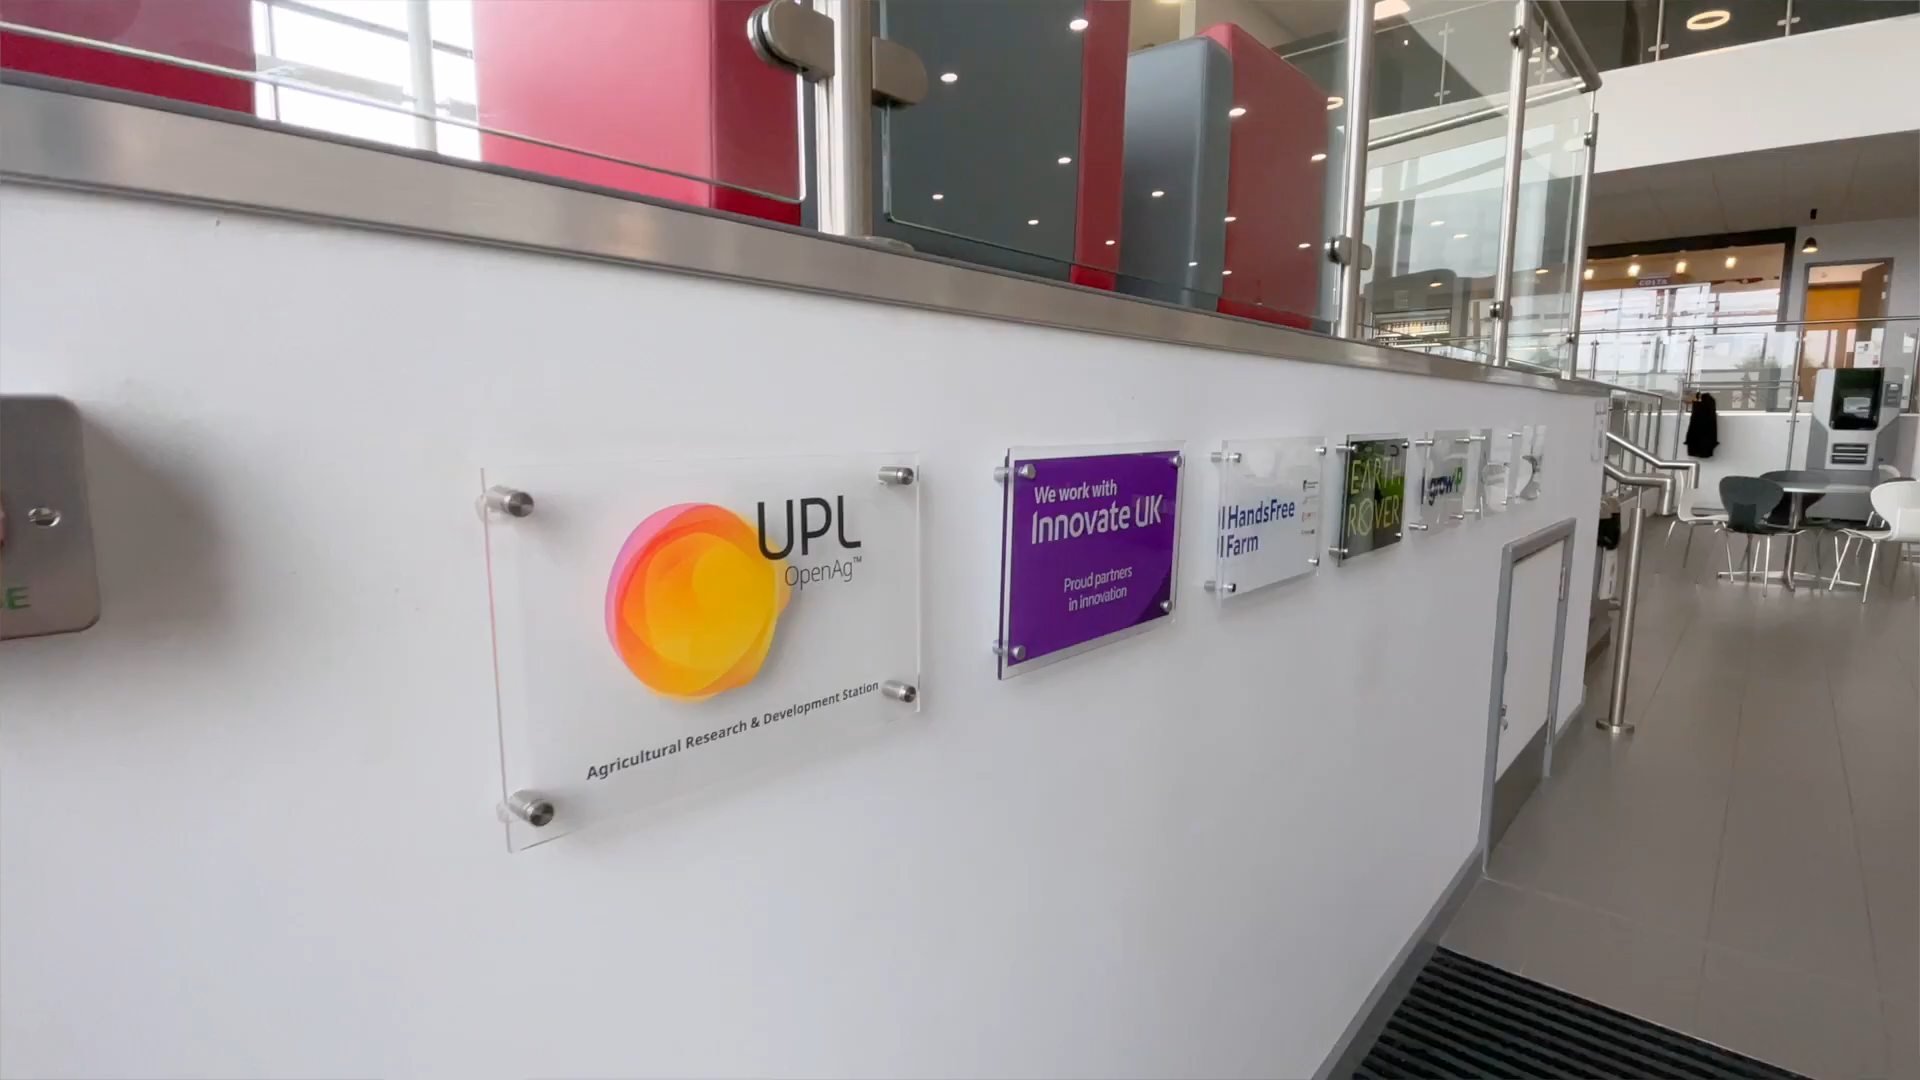 UPL
OpenAg™
Agricultural Research & Development Station
We work with
Innovate UK
Proud partners
in innovation
HandsFree
Farm
EARTH
ROVER
grow
COSTA
E